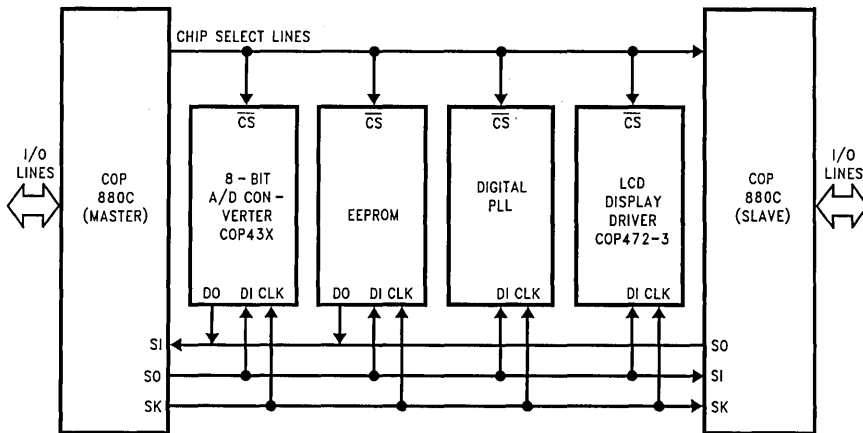 CHIP SELECT LINES
I/O
LINES
COP
880C
(MASTER)
CS
8-BIT
A/D CON-
VERTER
COP43X
DO
DI CLK
CS
EEPROM
DO
DI CLK
CS
DIGITAL
PLL
DI CLK
CS
LCD
DISPLAY
DRIVER
COP472-3
DI CLK
COP
880C
(SLAVE)
I/O
LINES
SI
SO
SK
SO
SI
SK